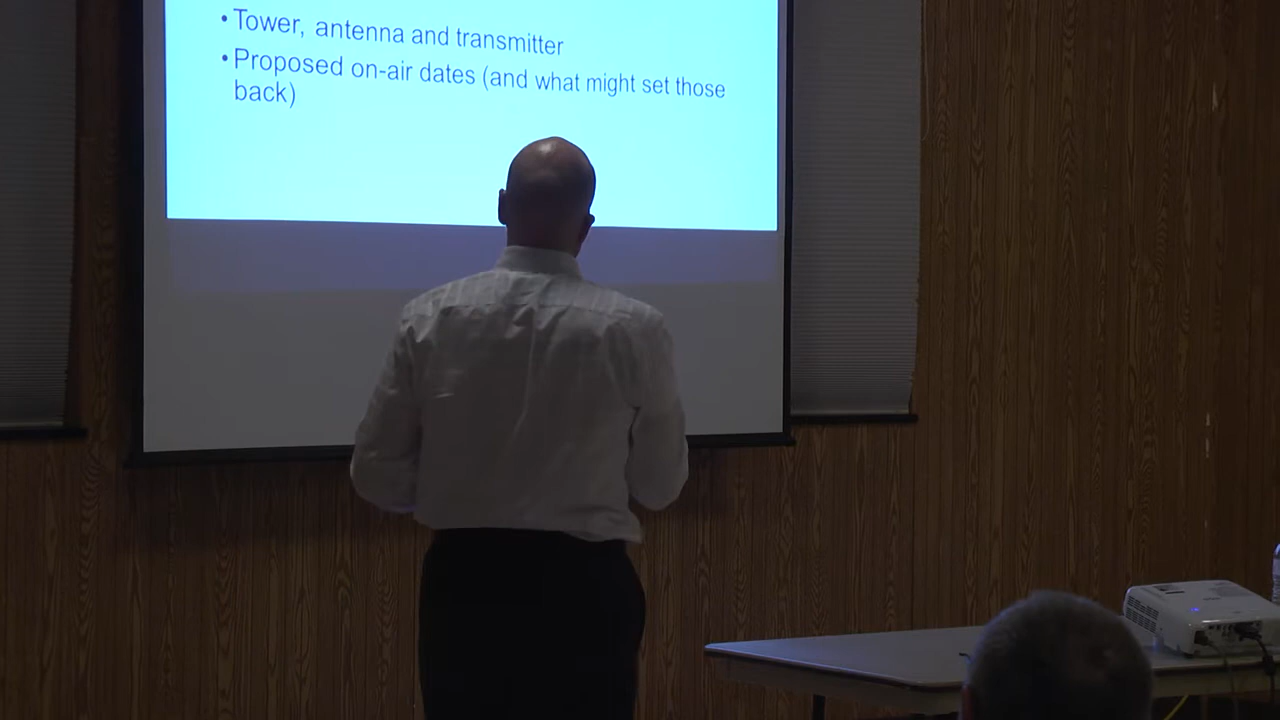 • Tower, antenna and transmitter
• Proposed on-air dates (and what might set those
back)